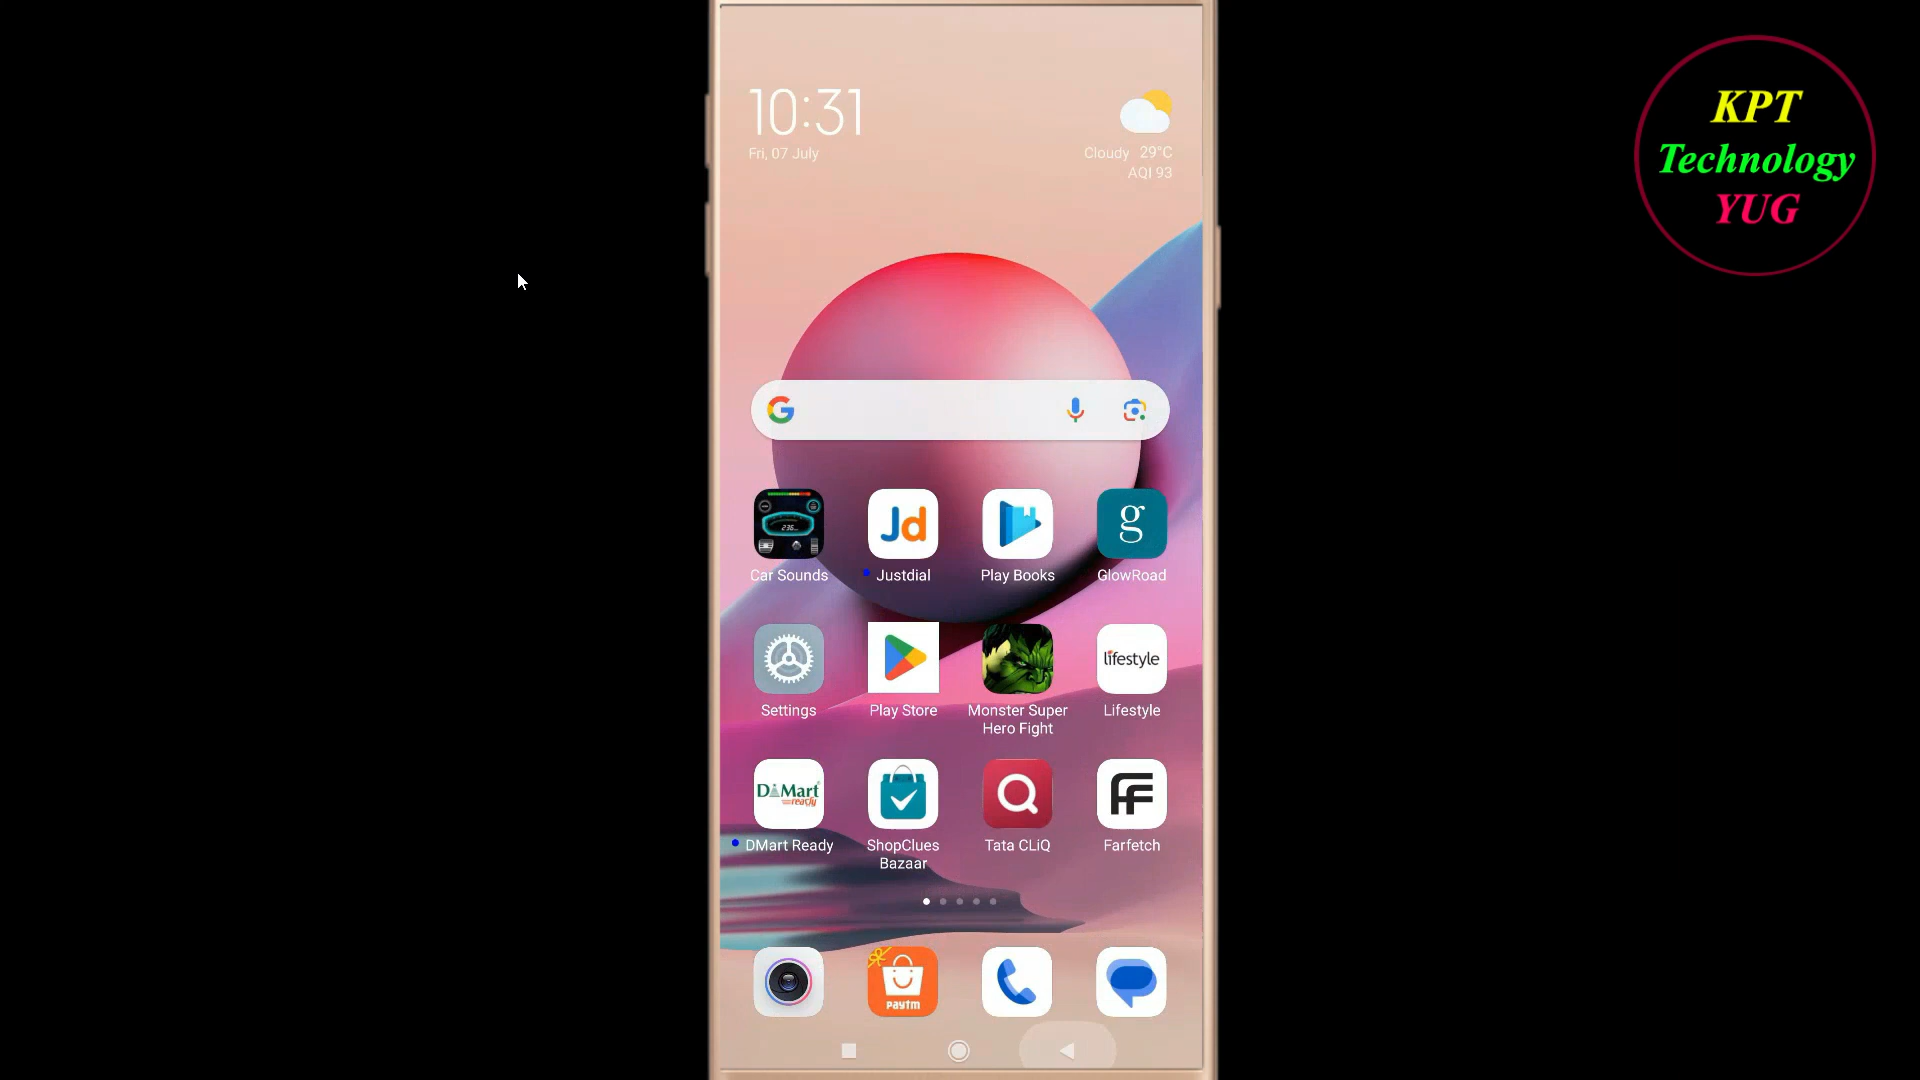 KPT
Technology
YUG
10:31
Fri, 07 July
Cloudy 29°C
AQI 93
Car Sounds
Jd
Justdial
Play Books
g
GlowRoad
Settings
Play Store
Monster Super
Hero Fight
lifestyle
Lifestyle
DMart
ready
DMart Ready
ShopClues
Bazaar
Tata CLiQ
Farfetch
paytm